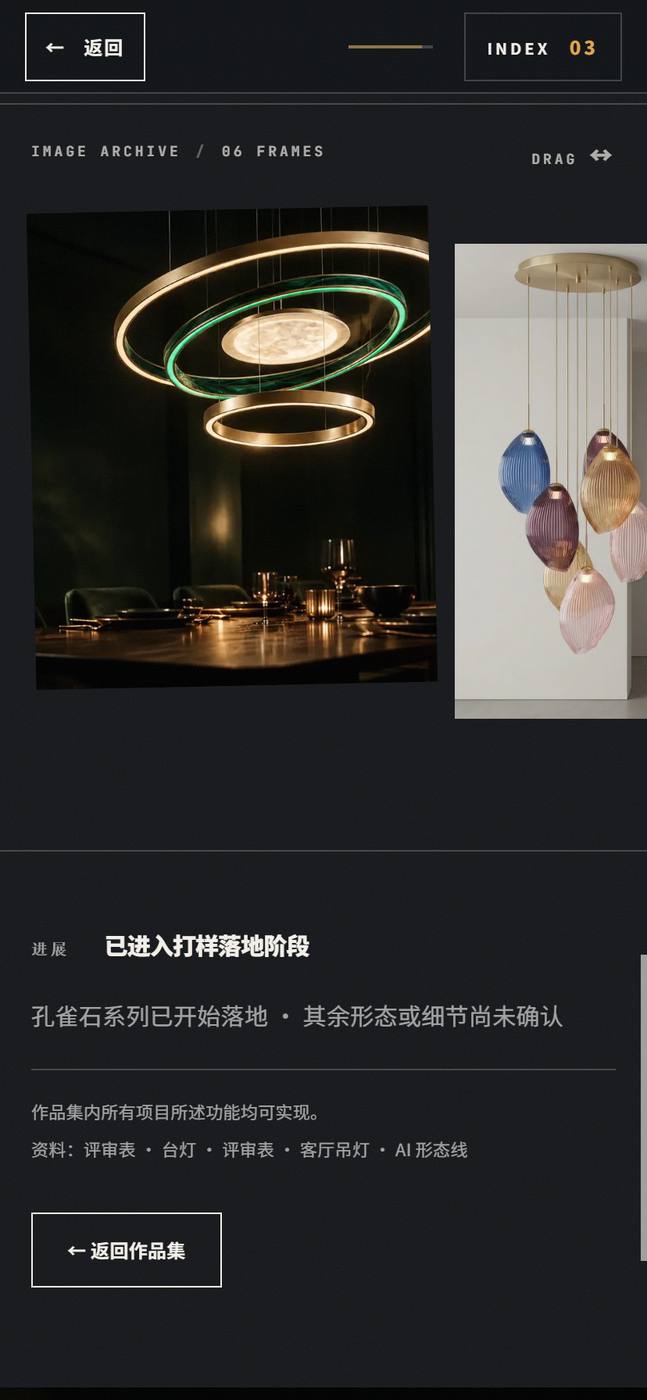 ← 返回
INDEX 03
IMAGE ARCHIVE / 06 FRAMES
DRAG ↔
进展 已进入打样落地阶段
孔雀石系列已开始落地 · 其余形态或细节尚未确认
作品集内所有项目所述功能均可实现。
资料：评审表 · 台灯 · 评审表 · 客厅吊灯 · AI 形态线
← 返回作品集